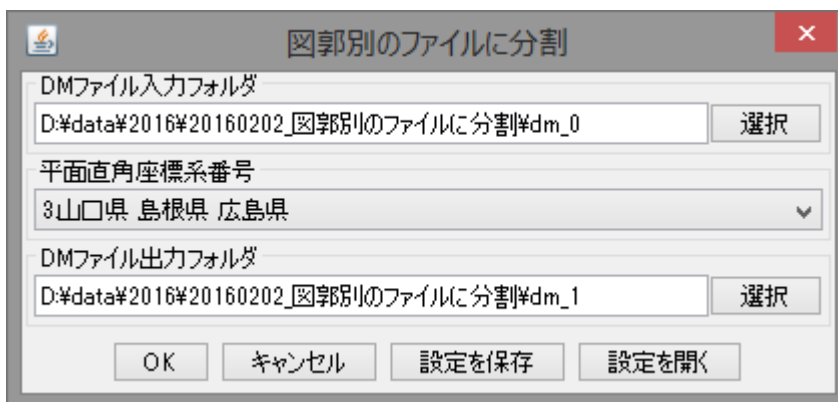 図郭別のファイルに分割
DMファイル入力フォルダ
D:¥data¥2016¥20160202_図郭別のファイルに分割¥dm_0 選択
平面直角座標系番号
3山口県 島根県 広島県
DMファイル出力フォルダ
D:¥data¥2016¥20160202_図郭別のファイルに分割¥dm_1 選択
OK キャンセル 設定を保存 設定を開く